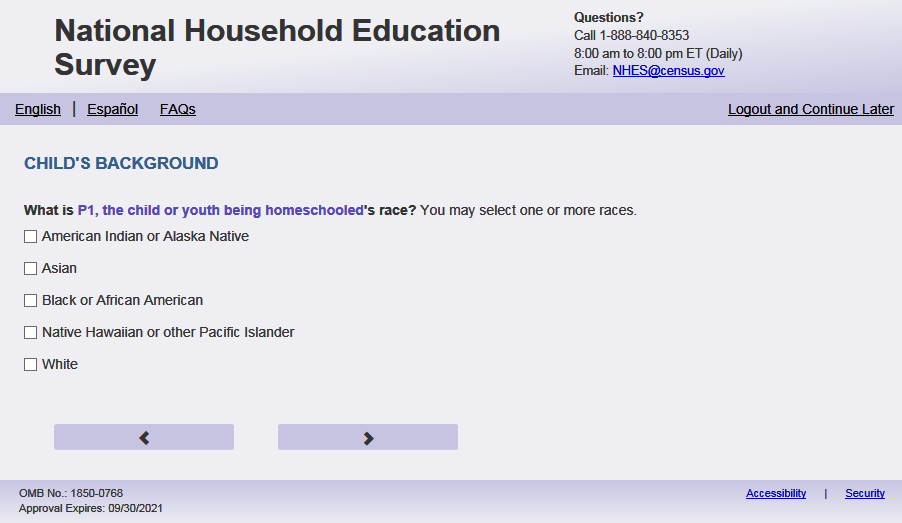 National Household Education
Survey
Questions?
Call 1-888-840-8353
8:00 am to 8:00 pm ET (Daily)
Email: NHES@census.gov
English | Español FAQs
Logout and Continue Later
CHILD'S BACKGROUND
What is P1, the child or youth being homeschooled's race? You may select one or more races.
American Indian or Alaska Native
Asian
Black or African American
Native Hawaiian or other Pacific Islander
White
OMB No.: 1850-0768
Approval Expires: 09/30/2021
Accessibility | Security